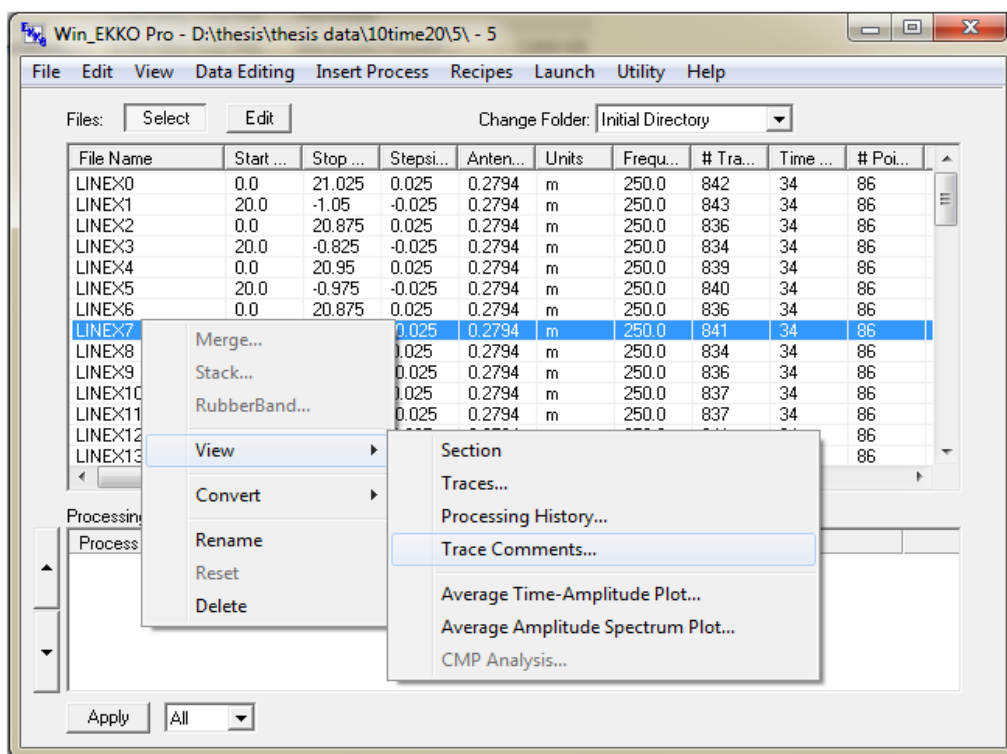 Win_EKKO Pro - D:\thesis\thesis data\10time20\5\ - 5
File Edit View Data Editing Insert Process Recipes Launch Utility Help
Files: Select Edit Change Folder: Initial Directory
File Name Start ... Stop ... Stepsi... Anten... Units Frequ... # Tra... Time ... # Poi...
LINEX0 0.0 21.025 0.025 0.2794 m 250.0 842 34 86
LINEX1 20.0 -1.05 -0.025 0.2794 m 250.0 843 34 86
LINEX2 0.0 20.875 0.025 0.2794 m 250.0 836 34 86
LINEX3 20.0 -0.825 -0.025 0.2794 m 250.0 834 34 86
LINEX4 0.0 20.95 0.025 0.2794 m 250.0 839 34 86
LINEX5 20.0 -0.975 -0.025 0.2794 m 250.0 840 34 86
LINEX6 0.0 20.875 0.025 0.2794 m 250.0 836 34 86
LINEX7 0.025 0.2794 m 250.0 841 34 86
LINEX8 0.025 0.2794 m 250.0 834 34 86
LINEX9 0.025 0.2794 m 250.0 836 34 86
LINEX10 0.025 0.2794 m 250.0 837 34 86
LINEX11 0.025 0.2794 m 250.0 837 34 86
LINEX12 86
LINEX13 86
Merge...
Stack...
RubberBand...
View
Convert
Rename
Reset
Delete
Section
Traces...
Processing History...
Trace Comments...
Average Time-Amplitude Plot...
Average Amplitude Spectrum Plot...
CMP Analysis...
Processin
Process
Apply All